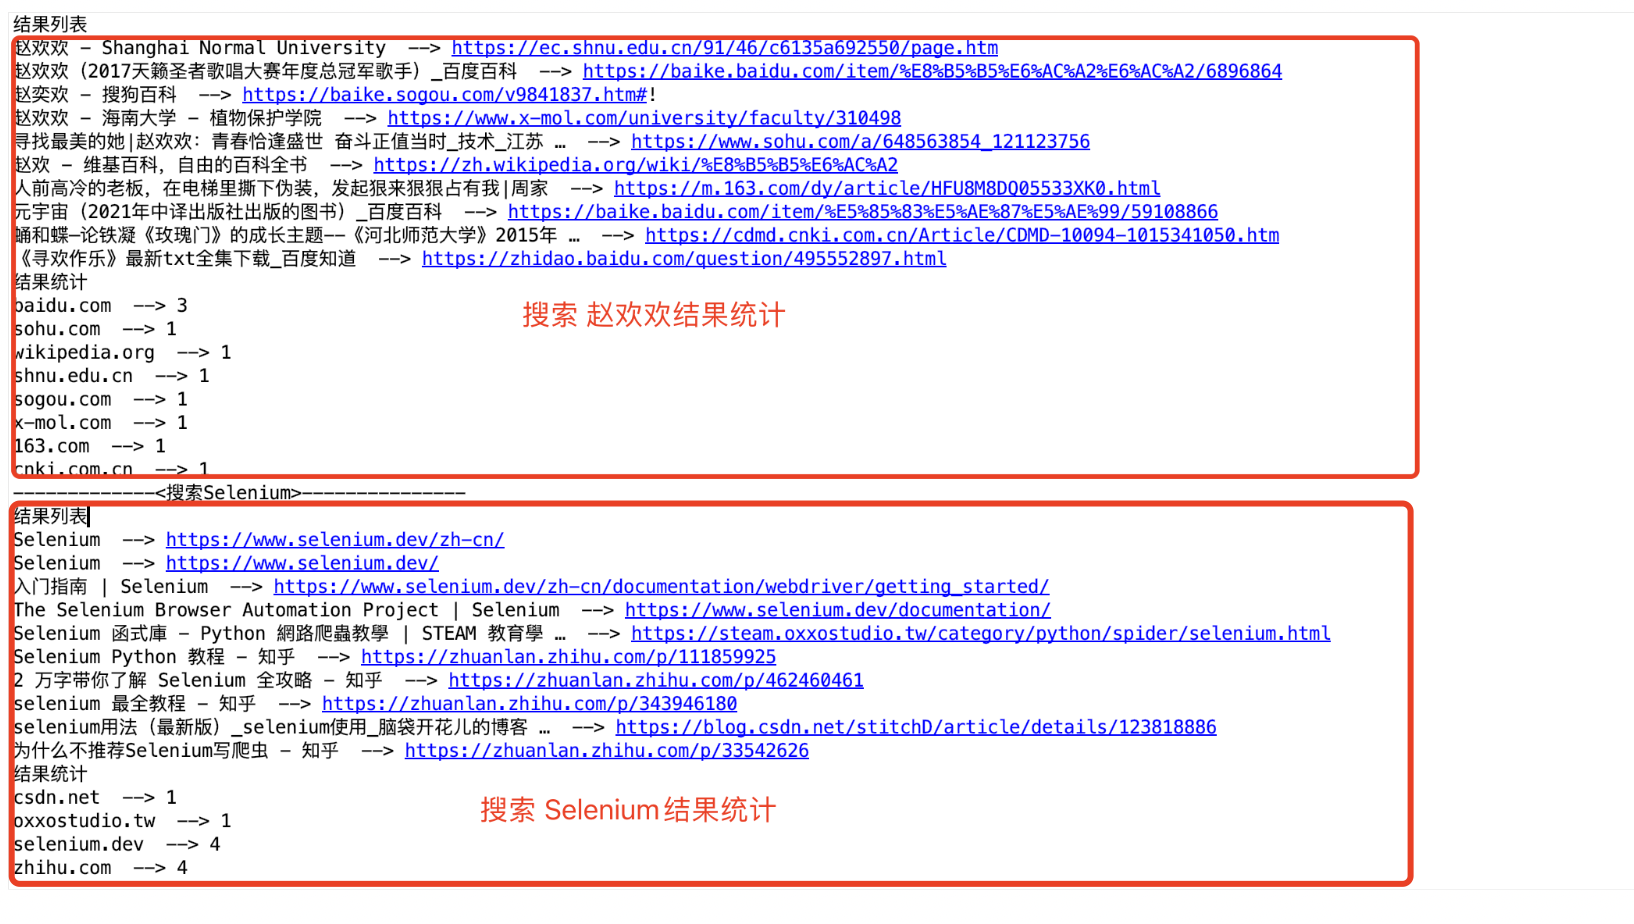 结果列表
赵欢欢 - Shanghai Normal University  --> https://ec.shnu.edu.cn/91/46/c6135a692550/page.htm
赵欢欢（2017天籁圣者歌唱大赛年度总冠军歌手）_百度百科  --> https://baike.baidu.com/item/%E8%B5%B5%E6%AC%A2%E6%AC%A2/6896864
赵奕欢 - 搜狗百科  --> https://baike.sogou.com/v9841837.htm#!
赵欢欢 - 海南大学 - 植物保护学院  --> https://www.x-mol.com/university/faculty/310498
寻找最美的她|赵欢欢：青春恰逢盛世 奋斗正值当时_技术_江苏 …  --> https://www.sohu.com/a/648563854_121123756
赵欢 - 维基百科，自由的百科全书  --> https://zh.wikipedia.org/wiki/%E8%B5%B5%E6%AC%A2
人前高冷的老板，在电梯里撕下伪装，发起狠来狠狠占有我|周家  --> https://m.163.com/dy/article/HFU8M8DQ05533XK0.html
元宇宙（2021年中译出版社出版的图书）_百度百科  --> https://baike.baidu.com/item/%E5%85%83%E5%AE%87%E5%AE%99/59108866
蛹和蝶—论铁凝《玫瑰门》的成长主题--《河北师范大学》2015年 …  --> https://cdmd.cnki.com.cn/Article/CDMD-10094-1015341050.htm
《寻欢作乐》最新txt全集下载_百度知道  --> https://zhidao.baidu.com/question/495552897.html
结果统计
baidu.com  --> 3
搜索 赵欢欢结果统计
sohu.com  --> 1
wikipedia.org  --> 1
shnu.edu.cn  --> 1
sogou.com  --> 1
x-mol.com  --> 1
163.com  --> 1
cnki.com.cn  --> 1
-------------<搜索Selenium>---------------
结果列表
Selenium  --> https://www.selenium.dev/zh-cn/
Selenium  --> https://www.selenium.dev/
入门指南 | Selenium  --> https://www.selenium.dev/zh-cn/documentation/webdriver/getting_started/
The Selenium Browser Automation Project | Selenium  --> https://www.selenium.dev/documentation/
Selenium 函式庫 - Python 網路爬蟲教學 | STEAM 教育學 …  --> https://steam.oxxostudio.tw/category/python/spider/selenium.html
Selenium Python 教程 - 知乎  --> https://zhuanlan.zhihu.com/p/111859925
2 万字带你了解 Selenium 全攻略 - 知乎  --> https://zhuanlan.zhihu.com/p/462460461
selenium 最全教程 - 知乎  --> https://zhuanlan.zhihu.com/p/343946180
selenium用法（最新版）_selenium使用_脑袋开花儿的博客 …  --> https://blog.csdn.net/stitchD/article/details/123818886
为什么不推荐Selenium写爬虫 - 知乎  --> https://zhuanlan.zhihu.com/p/33542626
结果统计
csdn.net  --> 1
搜索 Selenium结果统计
oxxostudio.tw  --> 1
selenium.dev  --> 4
zhihu.com  --> 4